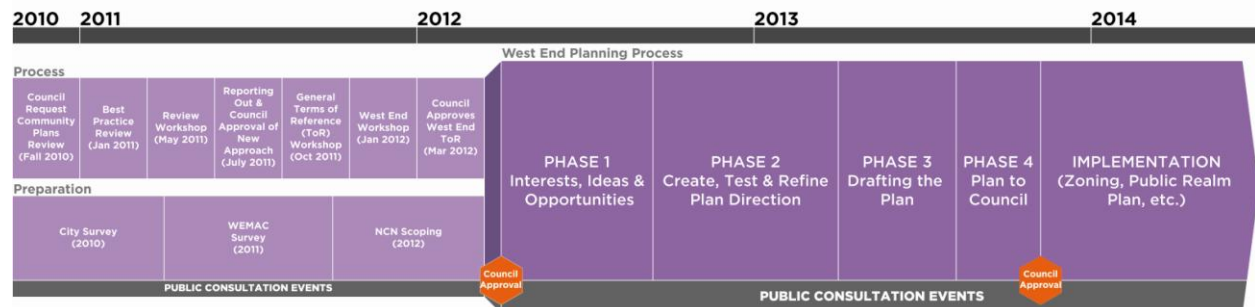 2010
2011
2012
2013
2014
West End Planning Process
Process
Council
Request
Community
Plans
Review
(Fall 2010)
Best
Practice
Review
(Jan 2011)
Review
Workshop
(May 2011)
Reporting
Out &
Council
Approval of
New
Approach
(July 2011)
General
Terms of
Reference
(ToR)
Workshop
(Oct 2011)
West End
Workshop
(Jan 2012)
Council
Approves
West End
ToR
(Mar 2012)
PHASE 1
Interests, Ideas &
Opportunities
PHASE 2
Create, Test & Refine
Plan Direction
PHASE 3
Drafting the
Plan
PHASE 4
Plan to
Council
IMPLEMENTATION
(Zoning, Public Realm
Plan, etc.)
Preparation
City Survey
(2010)
WEMAC
Survey
(2011)
NCN Scoping
(2012)
Council
Approval
Council
Approval
PUBLIC CONSULTATION EVENTS
PUBLIC CONSULTATION EVENTS